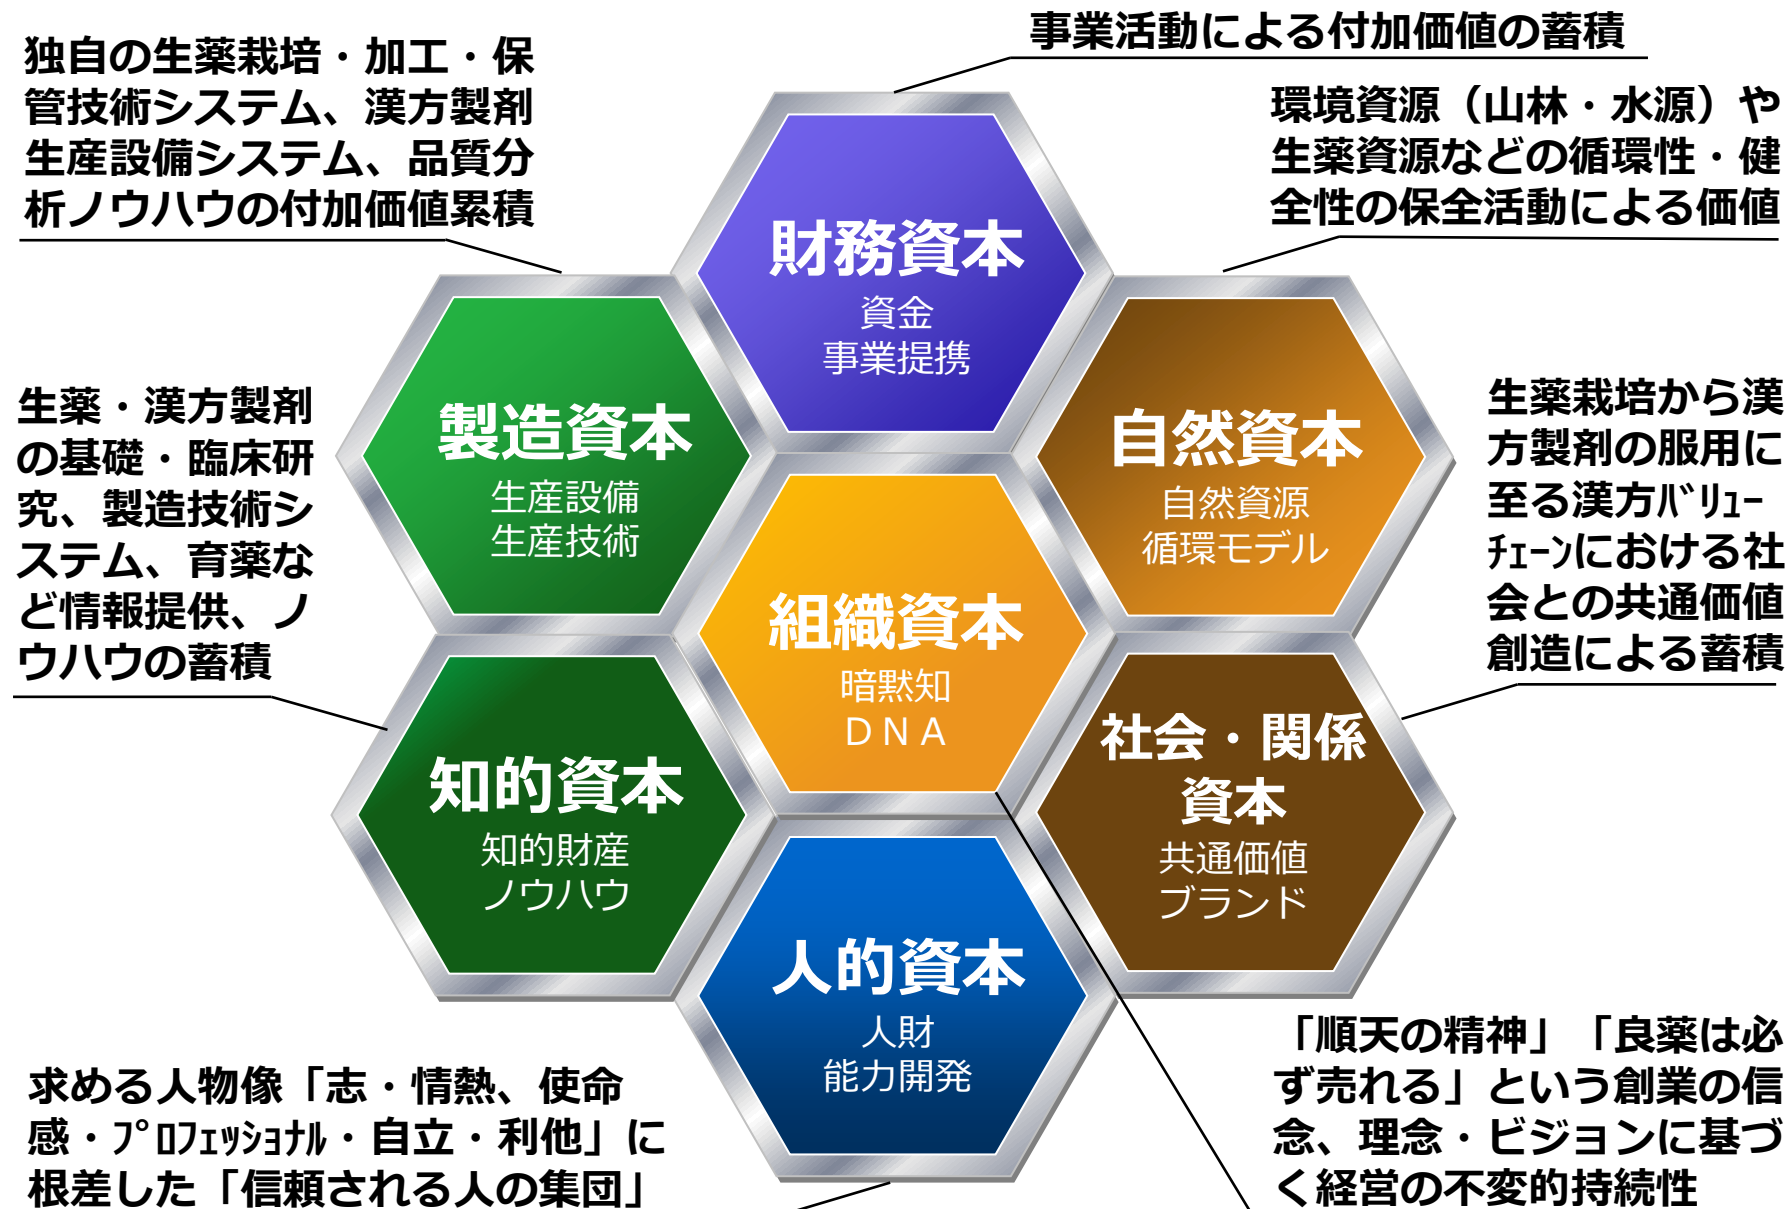 事業活動による付加価値の蓄積
独自の生薬栽培・加工・保
管技術システム、漢方製剤
生産設備システム、品質分
析ノウハウの付加価値累積
環境資源（山林・水源）や
生薬資源などの循環性・健
全性の保全活動による価値
財務資本
資金
事業提携
製造資本
生産設備
生産技術
自然資本
自然資源
循環モデル
生薬・漢方製剤
の基礎・臨床研
究、製造技術シ
ステム、育薬な
ど情報提供、ノ
ウハウの蓄積
生薬栽培から漢
方製剤の服用に
至る漢方ﾊﾞﾘｭｰ
ﾁｪｰﾝにおける社
会との共通価値
創造による蓄積
組織資本
暗黙知
ＤＮＡ
知的資本
知的財産
ノウハウ
社会・関係
資本
共通価値
ブランド
人的資本
人財
能力開発
求める人物像「志・情熱、使命
感・ﾌﾟﾛﾌｪｯｼｮﾅﾙ・自立・利他」に
根差した「信頼される人の集団」
「順天の精神」「良薬は必
ず売れる」という創業の信
念、理念・ビジョンに基づ
く経営の不変的持続性